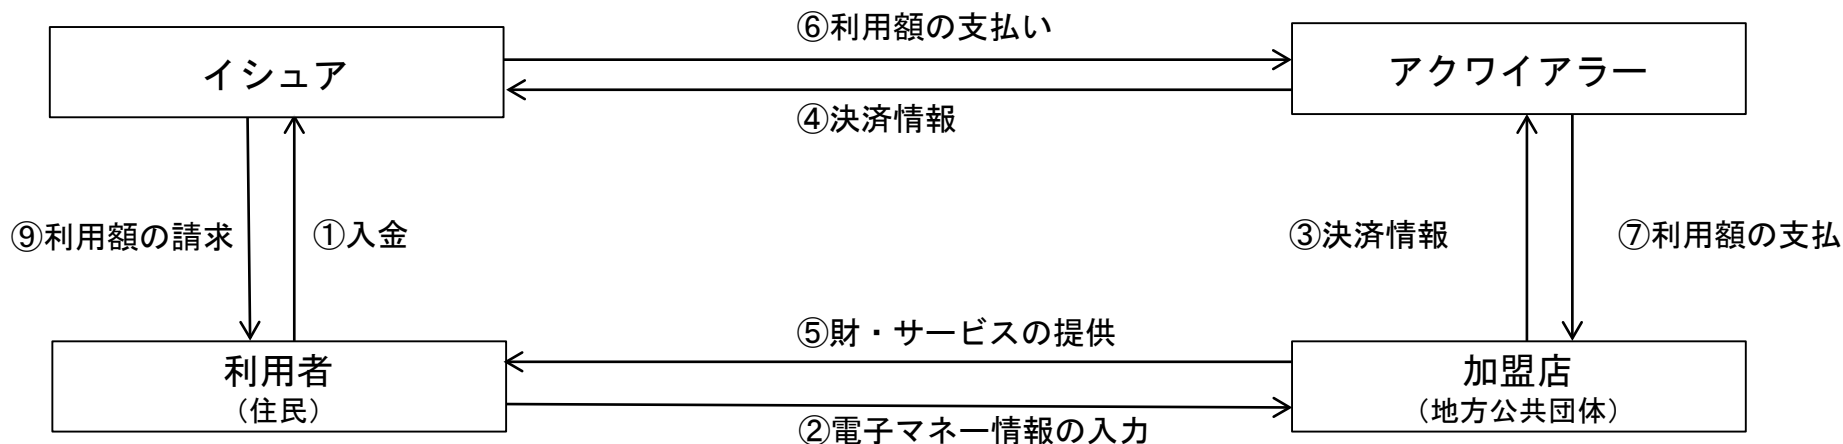 ⑥利用額の支払い
イシュア
アクワイアラー
④決済情報
⑨利用額の請求
①入金
③決済情報
⑦利用額の支払
⑤財・サービスの提供
利用者
（住民）
加盟店
（地方公共団体）
②電子マネー情報の入力